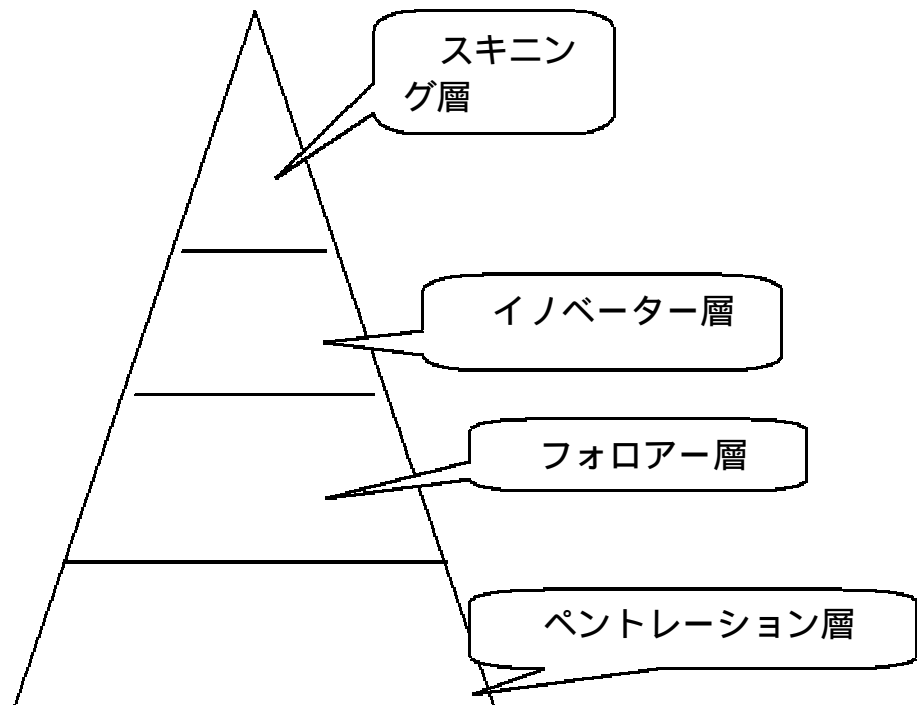 スキニン
グ層
イノベーター層
フォロアー層
ペントレーション層